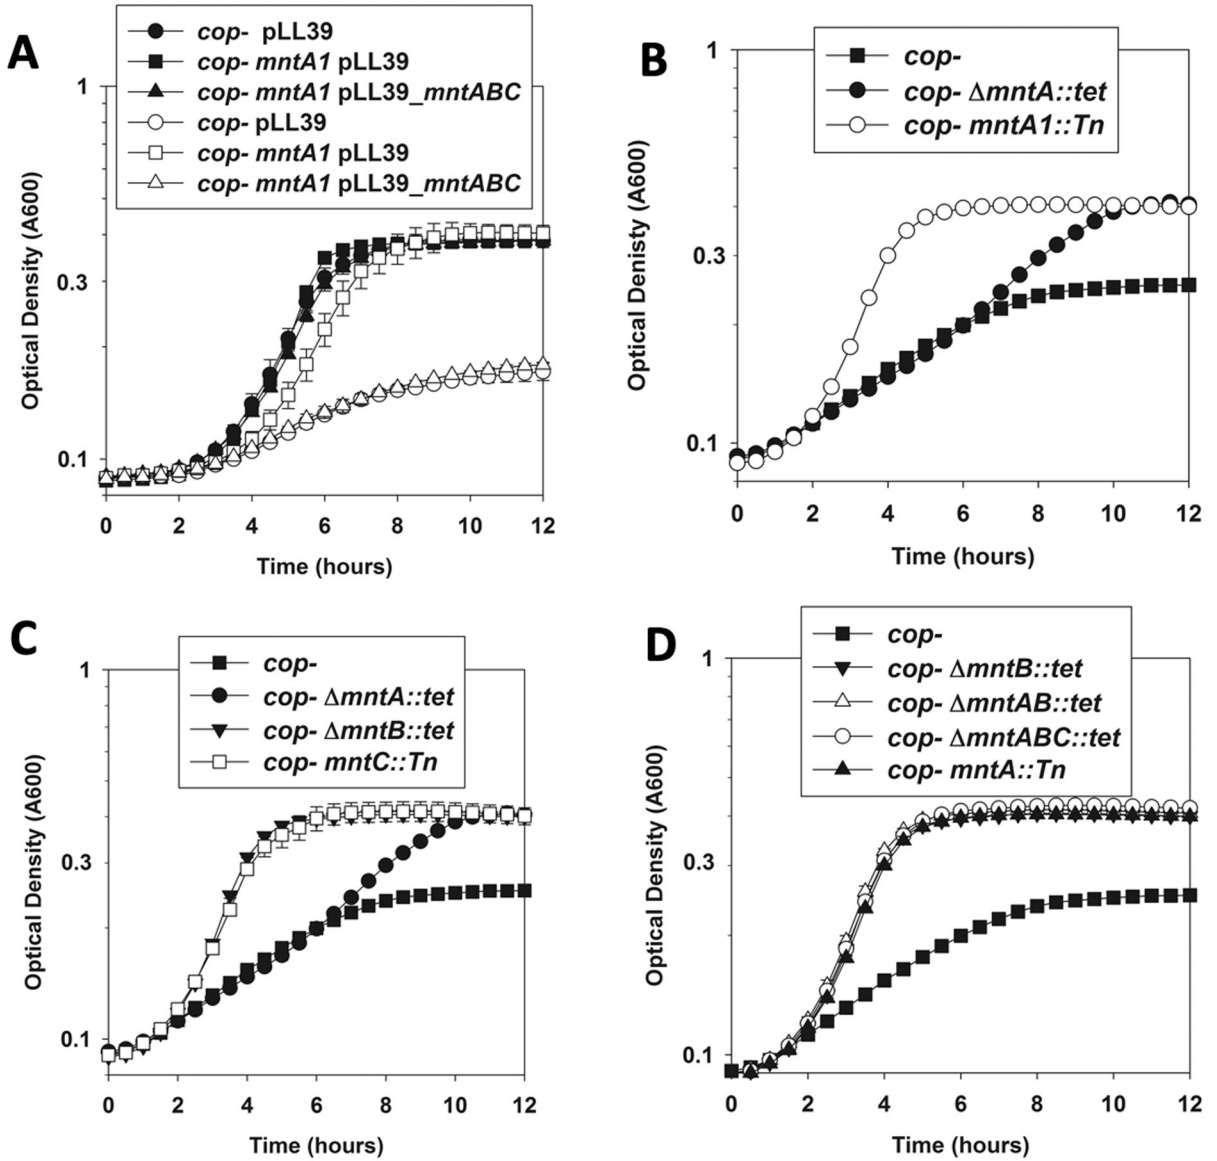 A
cop- pLL39
cop- mntA1 pLL39
cop- mntA1 pLL39_mntABC
cop- pLL39
cop- mntA1 pLL39
cop- mntA1 pLL39_mntABC
1
0.3
0.1
Optical Density (A600)
0 2 4 6 8 10 12
Time (hours)
B
cop-
cop- ΔmntA::tet
cop- mntA1::Tn
1
0.3
0.1
Optical Denisty (A600)
0 2 4 6 8 10 12
Time (hours)
C
cop-
cop- ΔmntA::tet
cop- ΔmntB::tet
cop- mntC::Tn
1
0.3
0.1
Optical Density (A600)
0 2 4 6 8 10 12
Time (hours)
D
cop-
cop- ΔmntB::tet
cop- ΔmntAB::tet
cop- ΔmntABC::tet
cop- mntA::Tn
1
0.3
0.1
Optical Density (A600)
0 2 4 6 8 10 12
Time (hours)